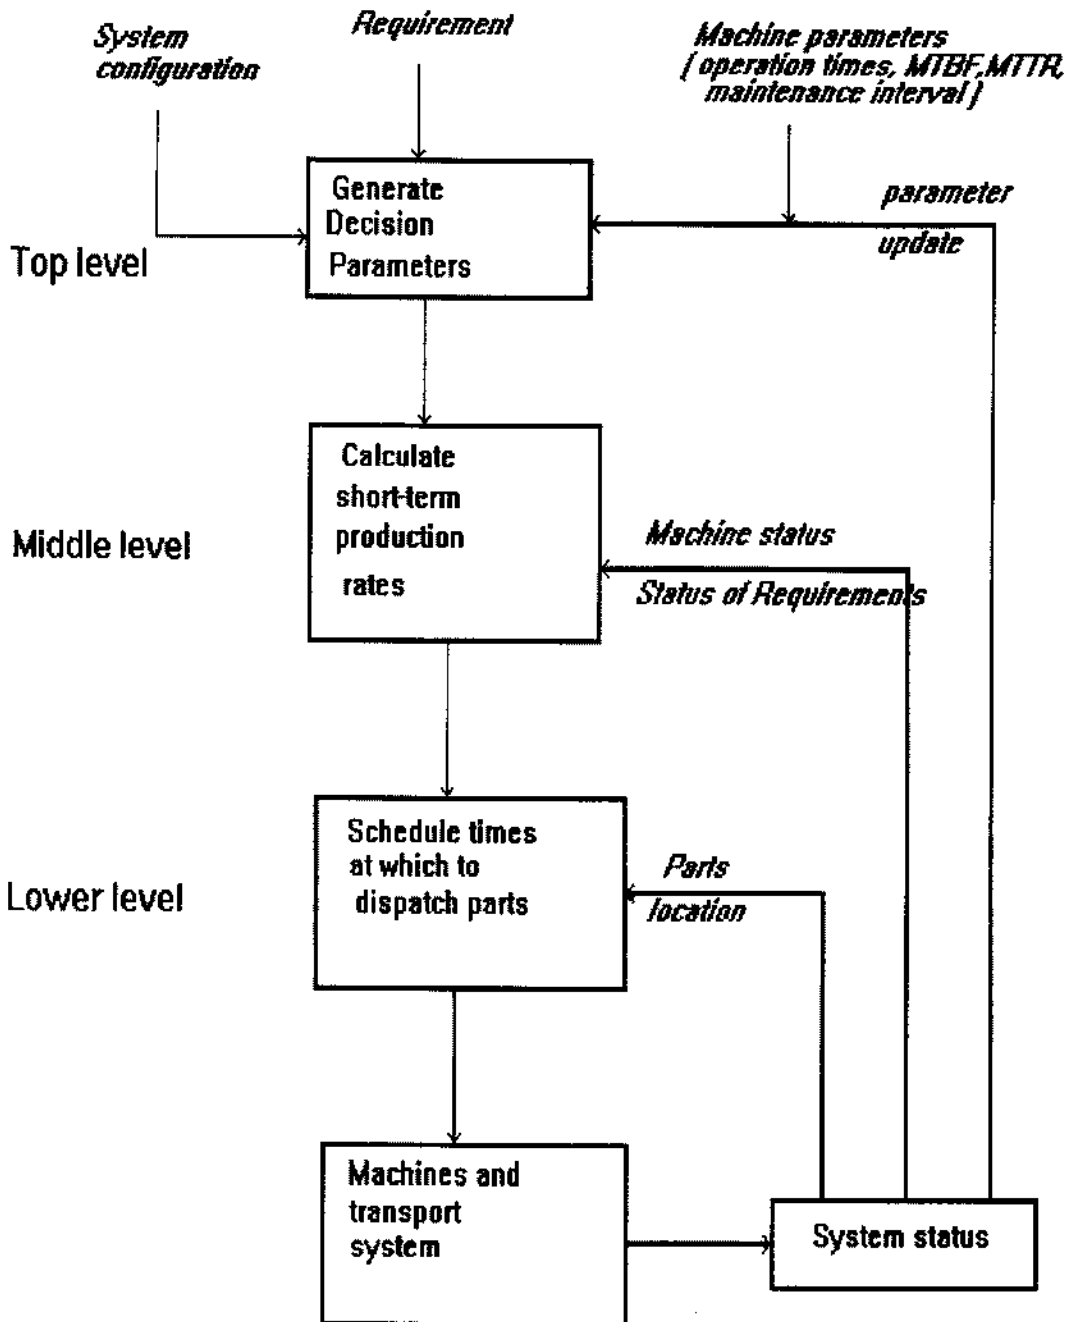 System
configuration
Requirement
Machine parameters
( operation times, MTBF,MTTR,
maintenance interval )
Generate
Decision
Parameters
parameter
update
Top level
Calculate
short-term
production
rates
Middle level
Machine status
Status of Requirements
Schedule times
at which to
dispatch parts
Lower level
Parts
location
Machines and
transport
system
System status